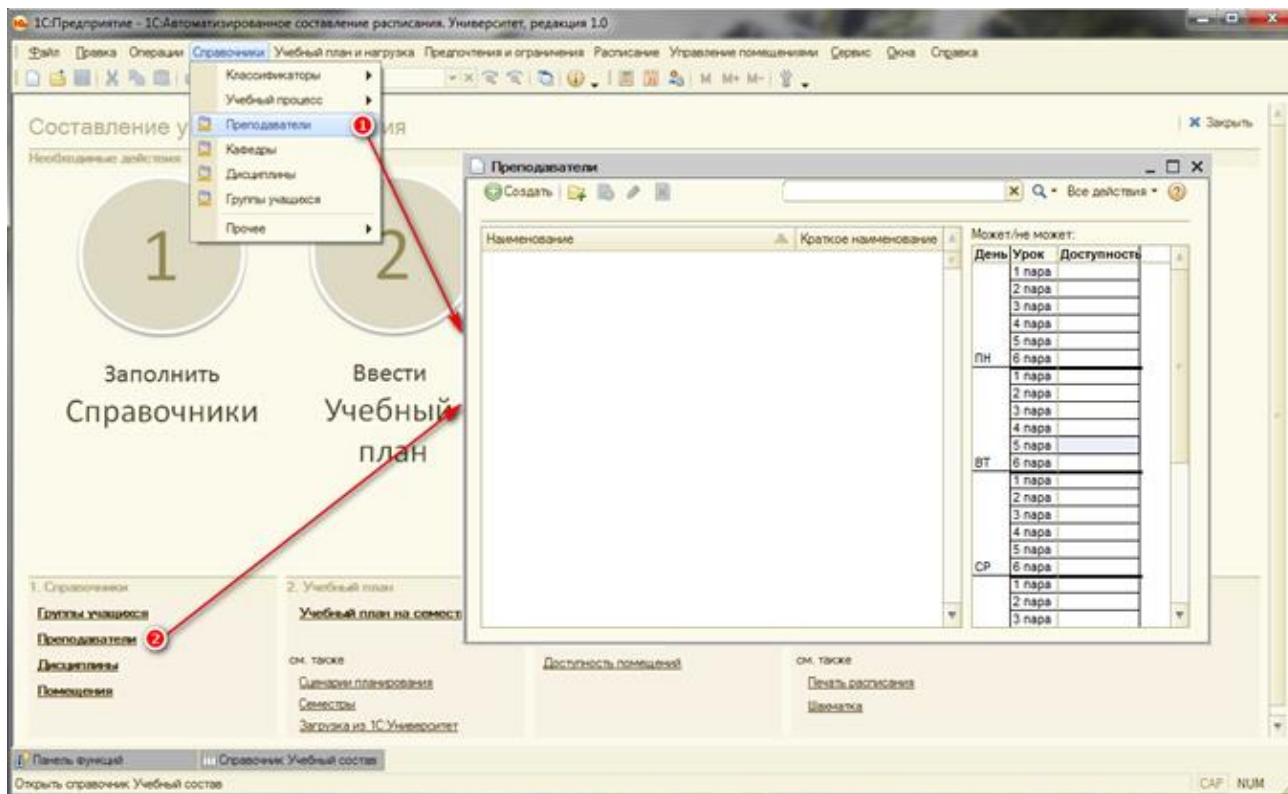 1С:Предприятие - 1С:Автоматизированное составление расписания. Университет, редакция 1.0
Файл Правка Операции Справочники Учебный план и нагрузка Предпочтения и ограничения Расписание Управление помещениями Сервис Окна Справка
M M+ M-
Классификаторы
Учебный процесс
Преподаватели 1
Кафедры
Дисциплины
Группы учащихся
Прочее
Составление у
ия
Закрыть
Необходимые действия
1
Заполнить
Справочники
2
Ввести
Учебный
план
Преподаватели
Создать
Все действия
Наименование Краткое наименование
Может/не может:
День Урок Доступность
1 пара
2 пара
3 пара
4 пара
5 пара
ПН 6 пара
1 пара
2 пара
3 пара
4 пара
5 пара
ВТ 6 пара
1 пара
2 пара
3 пара
4 пара
5 пара
СР 6 пара
1 пара
2 пара
3 пара
1. Справочники
Группы учащихся
Преподаватели 2
Дисциплины
Помещения
2. Учебный план
Учебный план на семест
см. также
Сценарии планирования
Семестры
Загрузка из 1С:Университет
Доступность помещений
см. также
Печать расписания
Шахматка
Панель функций Справочник: Учебный состав
Открыть справочник: Учебный состав
CAP NUM